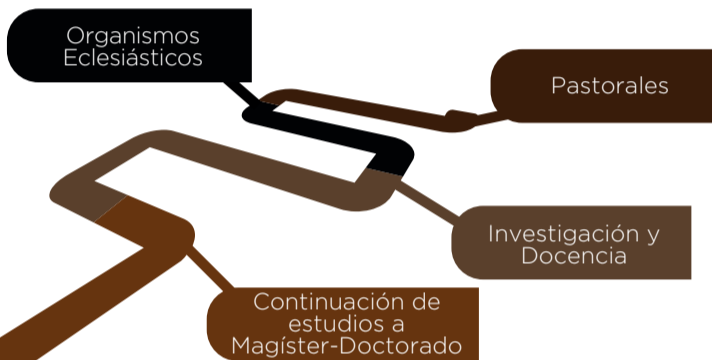 Organismos
Eclesiásticos
Pastorales
Investigación y
Docencia
Continuación de
estudios a
Magíster-Doctorado